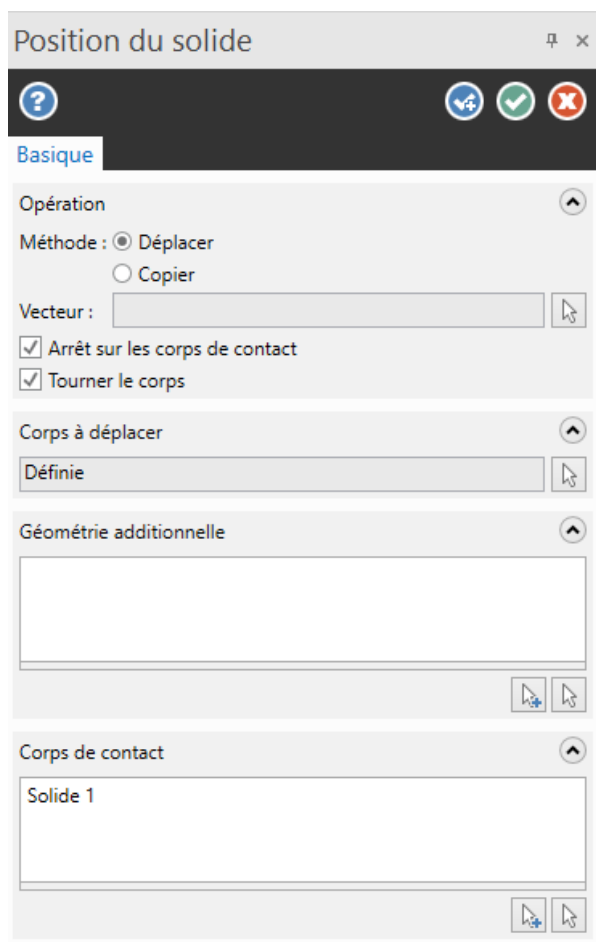 Position du solide
Basique
Opération
Méthode : Déplacer
Copier
Vecteur :
Arrêt sur les corps de contact
Tourner le corps
Corps à déplacer
Définie
Géométrie additionnelle
Corps de contact
Solide 1